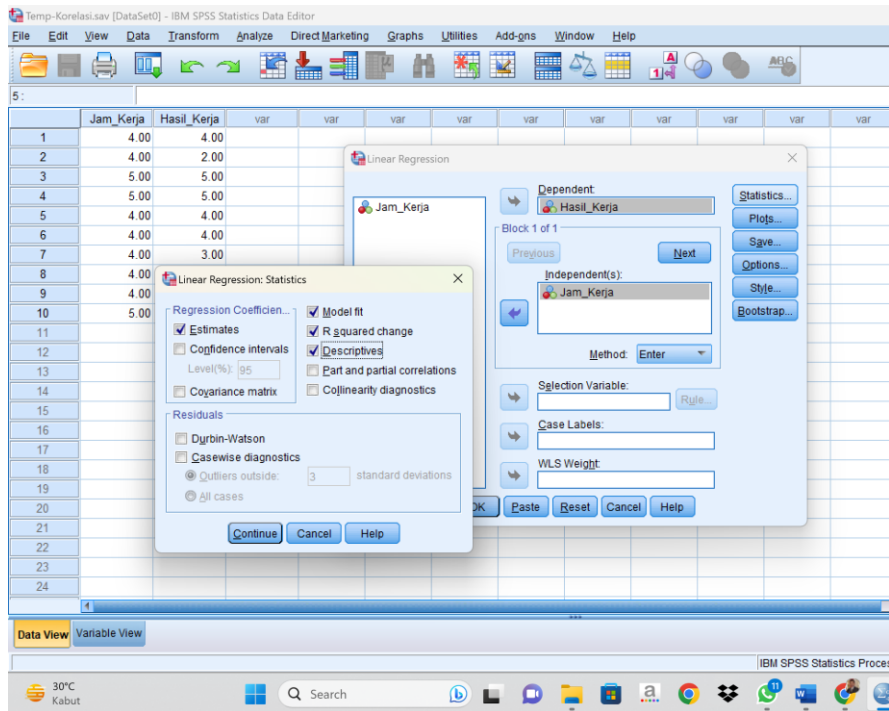 Temp-Korelasi.sav [DataSet0] - IBM SPSS Statistics Data Editor
File Edit View Data Transform Analyze Direct Marketing Graphs Utilities Add-ons Window Help
5 :
Jam_Kerja Hasil_Kerja var var var var var var var var var var
1 4.00 4.00
2 4.00 2.00
3 5.00 5.00
4 5.00 5.00
5 4.00 4.00
6 4.00 4.00
7 4.00 3.00
8 4.00
9 4.00
10 5.00
11
12
13
14
15
16
17
18
19
20
21
22
23
24
Linear Regression
Jam_Kerja
Dependent:
Hasil_Kerja
Block 1 of 1
Previous Next
Independent(s):
Jam_Kerja
Method: Enter
Selection Variable:
Rule...
Case Labels:
WLS Weight:
Statistics...
Plots...
Save...
Options...
Style...
Bootstrap...
Paste Reset Cancel Help
Linear Regression: Statistics
Regression Coefficien...
Estimates
Confidence intervals
Level(%): 95
Covariance matrix
Model fit
R squared change
Descriptives
Part and partial correlations
Collinearity diagnostics
Residuals
Durbin-Watson
Casewise diagnostics
Outliers outside: 3 standard deviations
All cases
Continue Cancel Help
Data View Variable View
IBM SPSS Statistics Proce
30°C
Kabut
Search
11